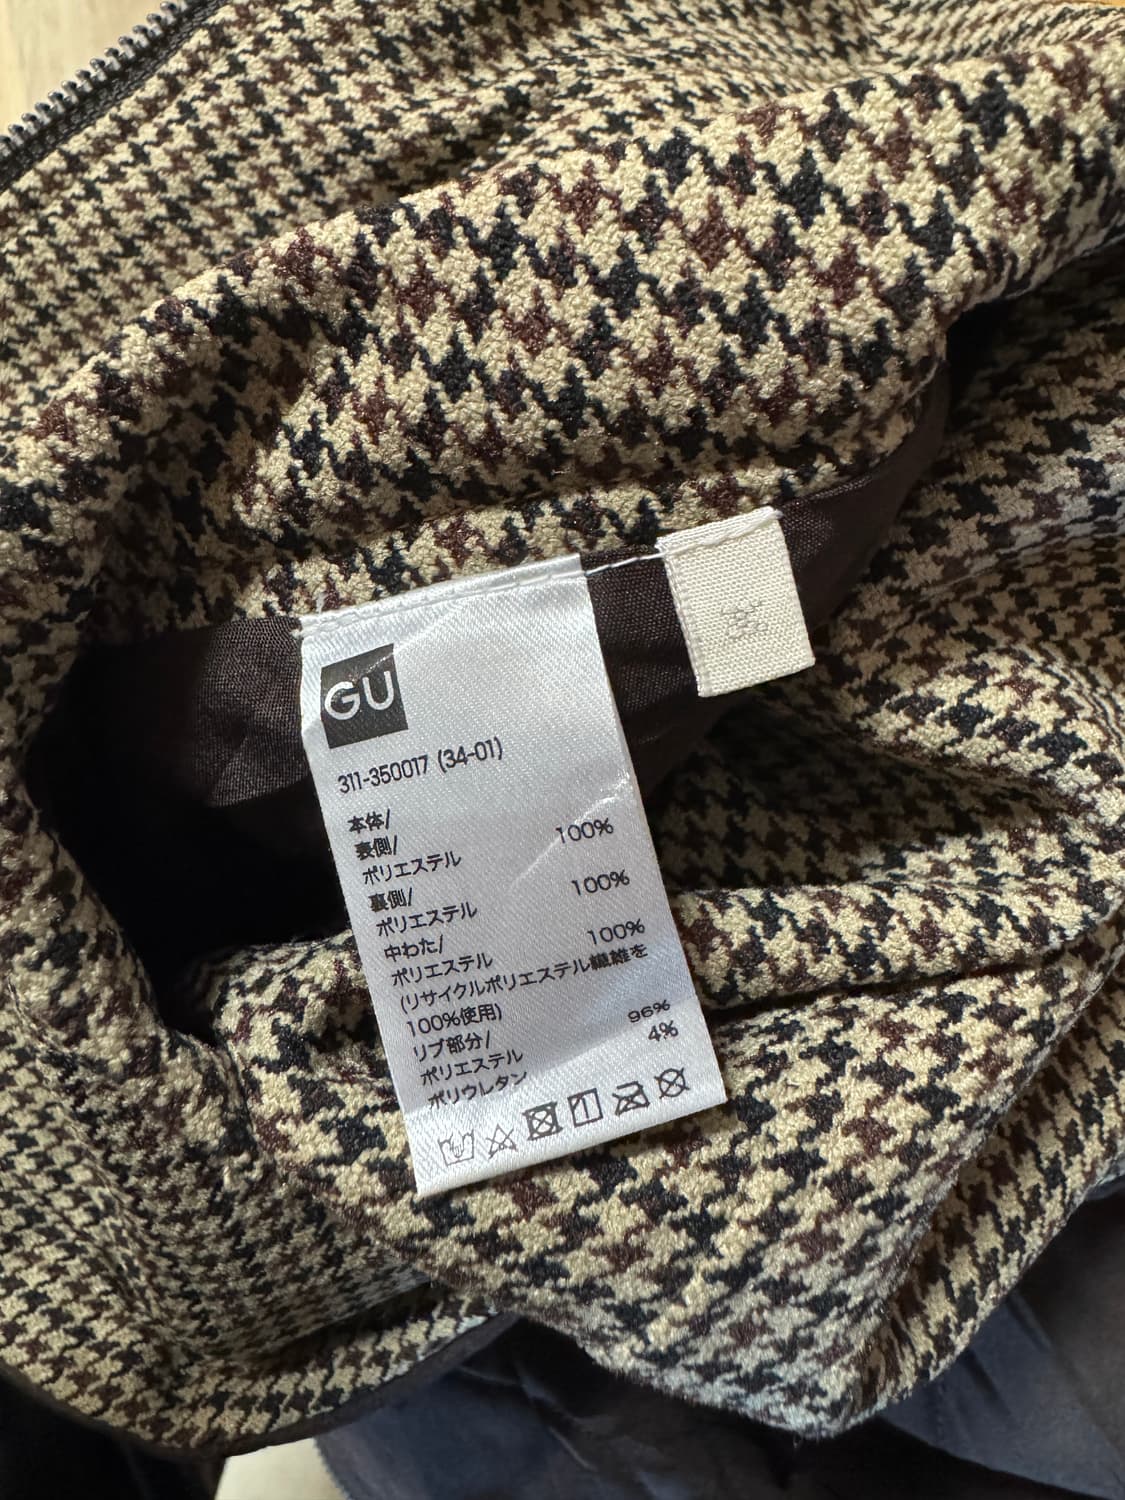 GU
311-350017 (34-01)
本体/
表側/
ポリエステル 100%
裏側/
ポリエステル 100%
中わた/
ポリエステル 100%
(リサイクルポリエステル繊維を
100%使用)
リブ部分/
ポリエステル 96%
ポリウレタン 4%